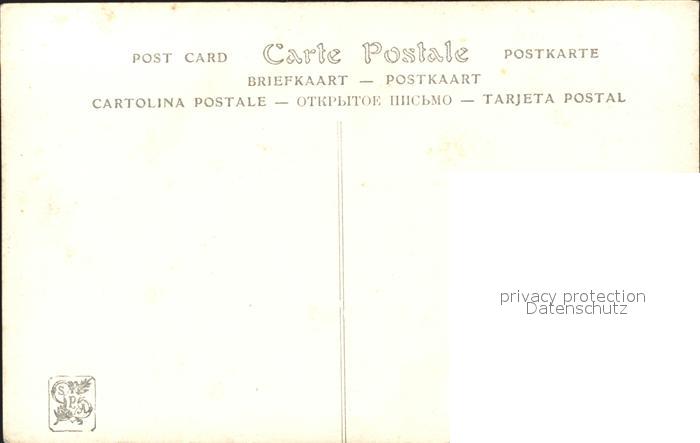 POST CARD Carte Postale POSTKARTE
BRIEFKAART — POSTKAART
CARTOLINA POSTALE — ОТКРЫТОЕ ПИСЬМО — TARJETA POSTAL
privacy protection
Datenschutz